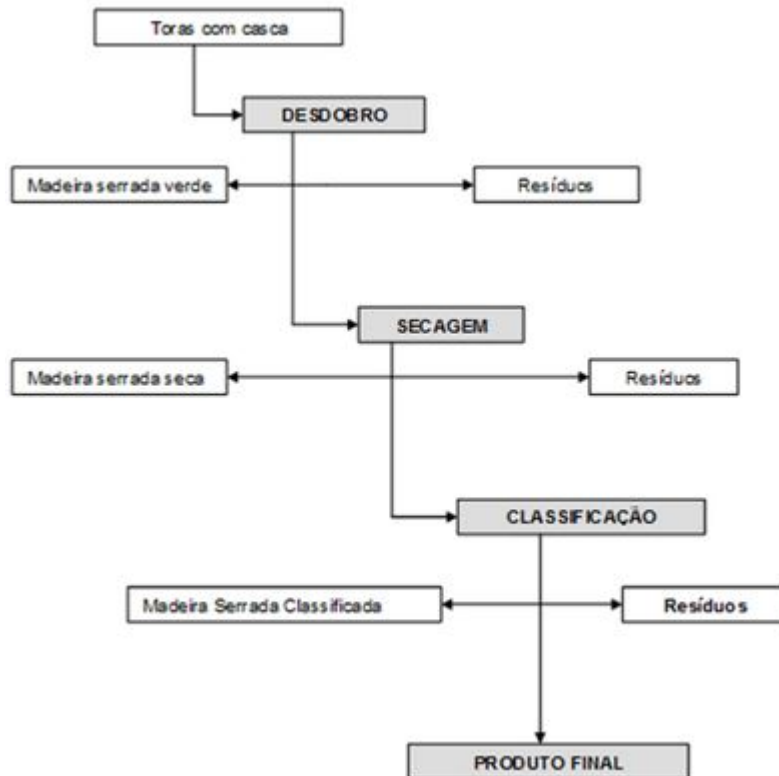 Toras com casca
DESDOBRO
Madeira serrada verde
Resíduos
SECAGEM
Madeira serrada seca
Resíduos
CLASSIFICAÇÃO
Madeira Serrada Classificada
Resíduos
PRODUTO FINAL